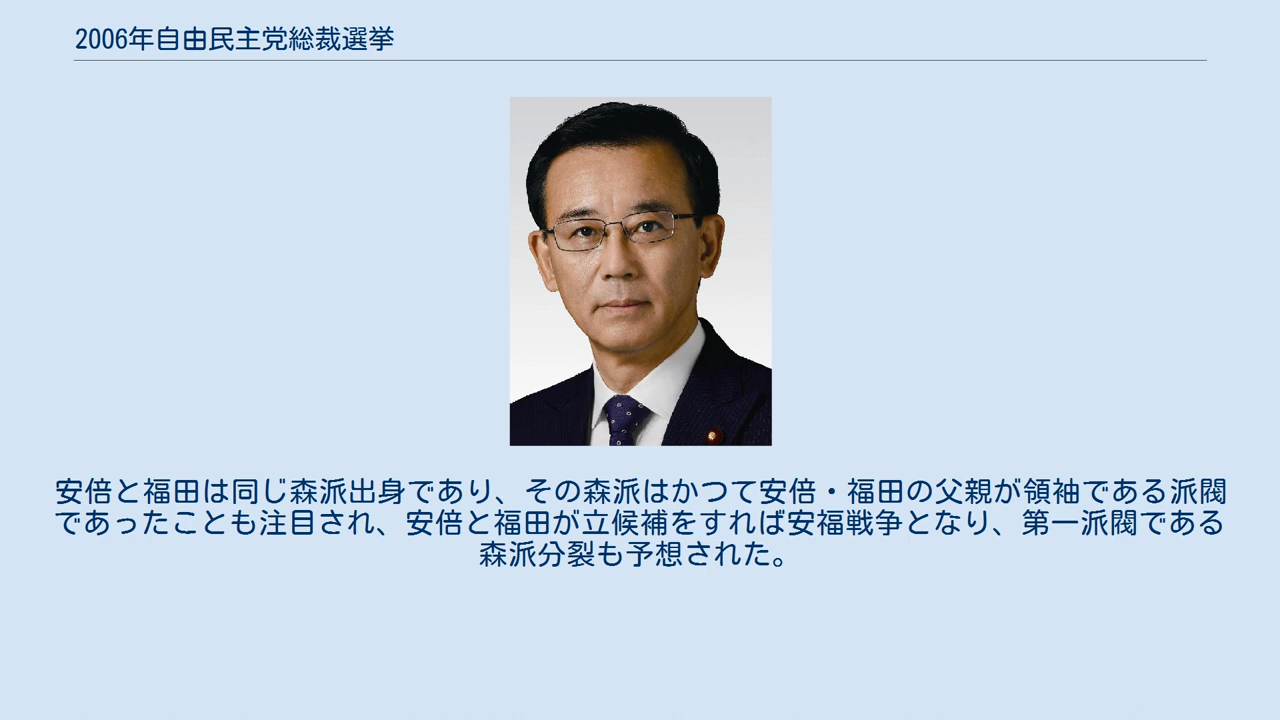 2006年自由民主党総裁選挙
安倍と福田は同じ森派出身であり、その森派はかつて安倍・福田の父親が領袖である派閥
であったことも注目され、安倍と福田が立候補をすれば安福戦争となり、第一派閥である
森派分裂も予想された。